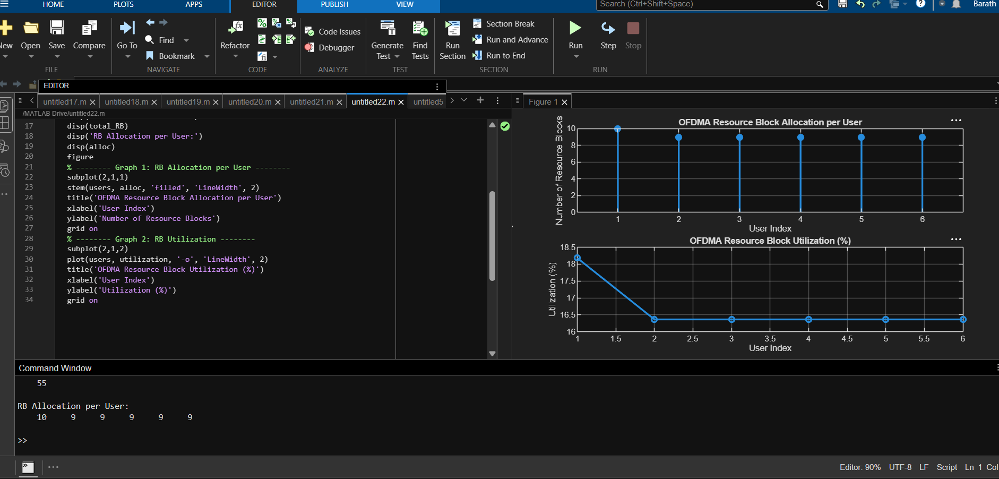 HOME PLOTS APPS EDITOR PUBLISH VIEW Search (Ctrl+Shift+Space) Barath
Open Save Compare Go To Find Bookmark Refactor Code Issues Debugger Generate Test Find Tests Run Section Section Break Run and Advance Run to End Run Step Stop
FILE NAVIGATE CODE ANALYZE TEST SECTION RUN
EDITOR
untitled17.m untitled18.m untitled19.m untitled20.m untitled21.m untitled22.m untitled5
/MATLAB Drive/untitled22.m
17 disp(total_RB)
18 disp('RB Allocation per User:')
19 disp(alloc)
20 figure
21 % -------- Graph 1: RB Allocation per User --------
22 subplot(2,1,1)
23 stem(users, alloc, 'filled', 'LineWidth', 2)
24 title('OFDMA Resource Block Allocation per User')
25 xlabel('User Index')
26 ylabel('Number of Resource Blocks')
27 grid on
28 % -------- Graph 2: RB Utilization --------
29 subplot(2,1,2)
30 plot(users, utilization, '-o', 'LineWidth', 2)
31 title('OFDMA Resource Block Utilization (%)')
32 xlabel('User Index')
33 ylabel('Utilization (%)')
34 grid on
Figure 1
OFDMA Resource Block Allocation per User
Number of Resource Blocks
10
8
6
4
2
0
1 2 3 4 5 6
User Index
OFDMA Resource Block Utilization (%)
Utilization (%)
18.5
18
17.5
17
16.5
16
1 1.5 2 2.5 3 3.5 4 4.5 5 5.5 6
User Index
Command Window
55
RB Allocation per User:
10 9 9 9 9 9
>>
Editor: 90% UTF-8 LF Script Ln 1 Col